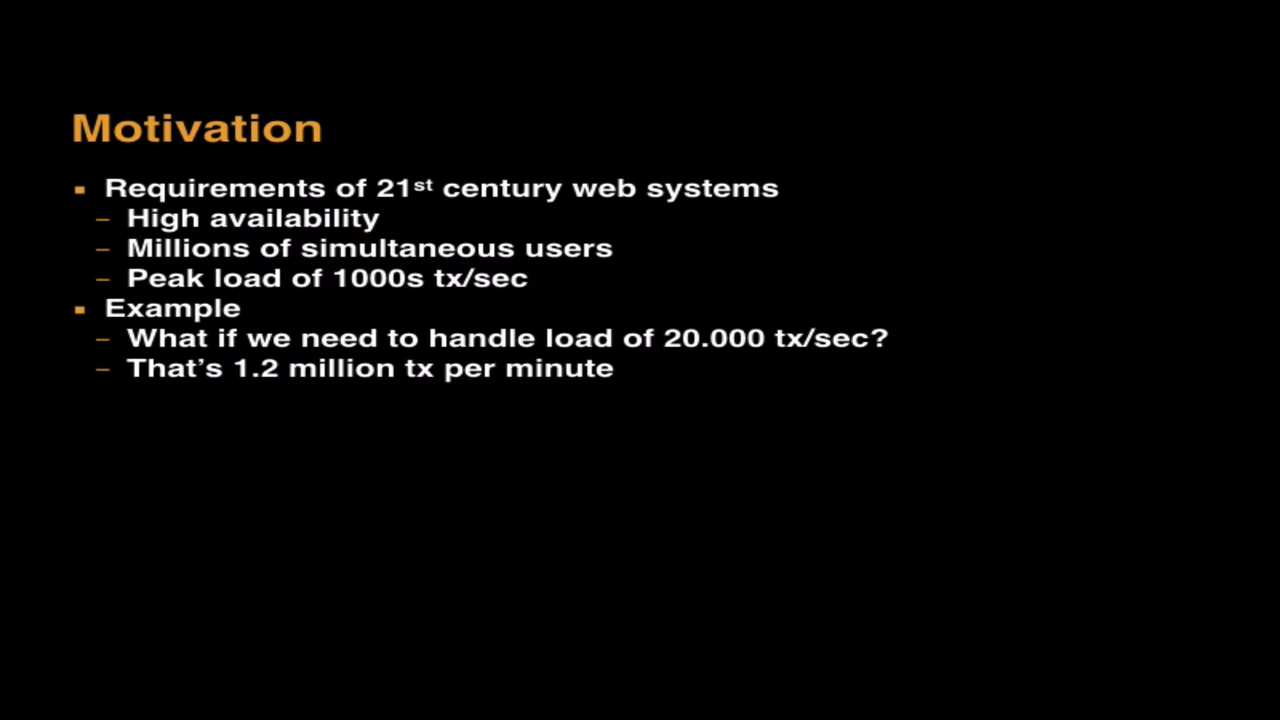 Motivation
Requirements of 21st century web systems
– High availability
– Millions of simultaneous users
– Peak load of 1000s tx/sec
Example
– What if we need to handle load of 20.000 tx/sec?
– That’s 1.2 million tx per minute